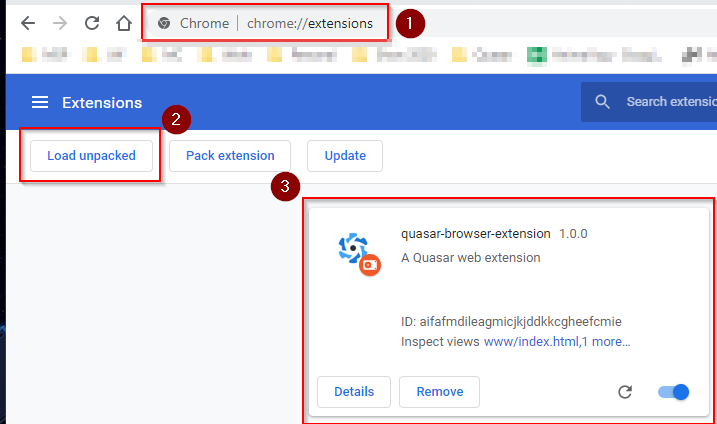 Chrome | chrome://extensions
1
Extensions
Search extensio
2
Load unpacked
Pack extension
Update
3
quasar-browser-extension 1.0.0
A Quasar web extension
ID: aifafmdileagmicjkjddkkcgheefcmie
Inspect views www/index.html,1 more...
Details
Remove